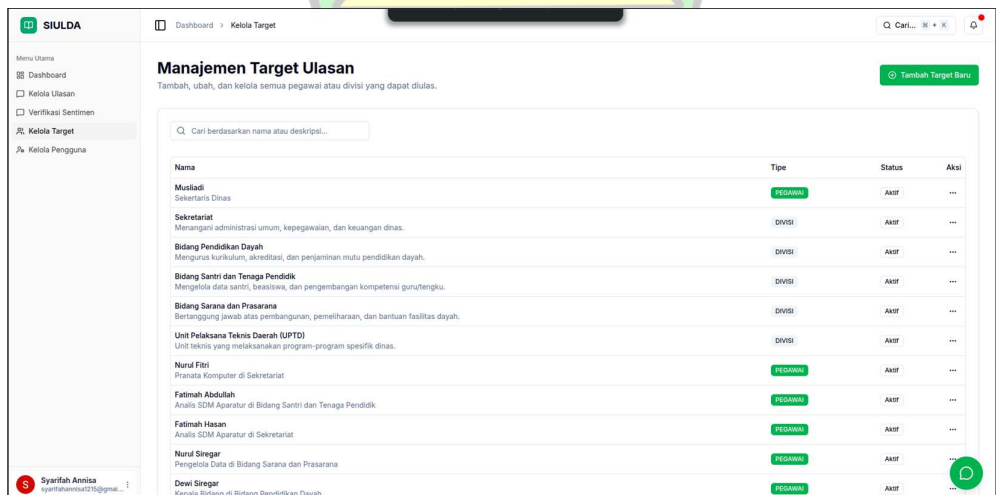 SIULDA
Dashboard > Kelola Target
Cari... ⌘ + K
Menu Utama
Dashboard
Kelola Ulasan
Verifikasi Sentimen
Kelola Target
Kelola Pengguna
Manajemen Target Ulasan
Tambah, ubah, dan kelola semua pegawai atau divisi yang dapat diulas.
Tambah Target Baru
Cari berdasarkan nama atau deskripsi...
Nama Tipe Status Aksi
Musliadi
Sekertaris Dinas
PEGAWAI Aktif ...
Sekretariat
Menangani administrasi umum, kepegawaian, dan keuangan dinas.
DIVISI Aktif ...
Bidang Pendidikan Dayah
Mengurus kurikulum, akreditasi, dan penjaminan mutu pendidikan dayah.
DIVISI Aktif ...
Bidang Santri dan Tenaga Pendidik
Mengelola data santri, beasiswa, dan pengembangan kompetensi guru/tengku.
DIVISI Aktif ...
Bidang Sarana dan Prasarana
Bertanggung jawab atas pembangunan, pemeliharaan, dan bantuan fasilitas dayah.
DIVISI Aktif ...
Unit Pelaksana Teknis Daerah (UPTD)
Unit teknis yang melaksanakan program-program spesifik dinas.
DIVISI Aktif ...
Nurul Fitri
Pranata Komputer di Sekretariat
PEGAWAI Aktif ...
Fatimah Abdullah
Analis SDM Aparatur di Bidang Santri dan Tenaga Pendidik
PEGAWAI Aktif ...
Fatimah Hasan
Analis SDM Aparatur di Sekretariat
PEGAWAI Aktif ...
Nurul Siregar
Pengelola Data di Bidang Sarana dan Prasarana
PEGAWAI Aktif ...
Dewi Siregar
Kepala Bidang di Bidang Pendidikan Dayah
PEGAWAI Aktif
S
Syarifah Annisa
syarifahannisa1215@gmai...